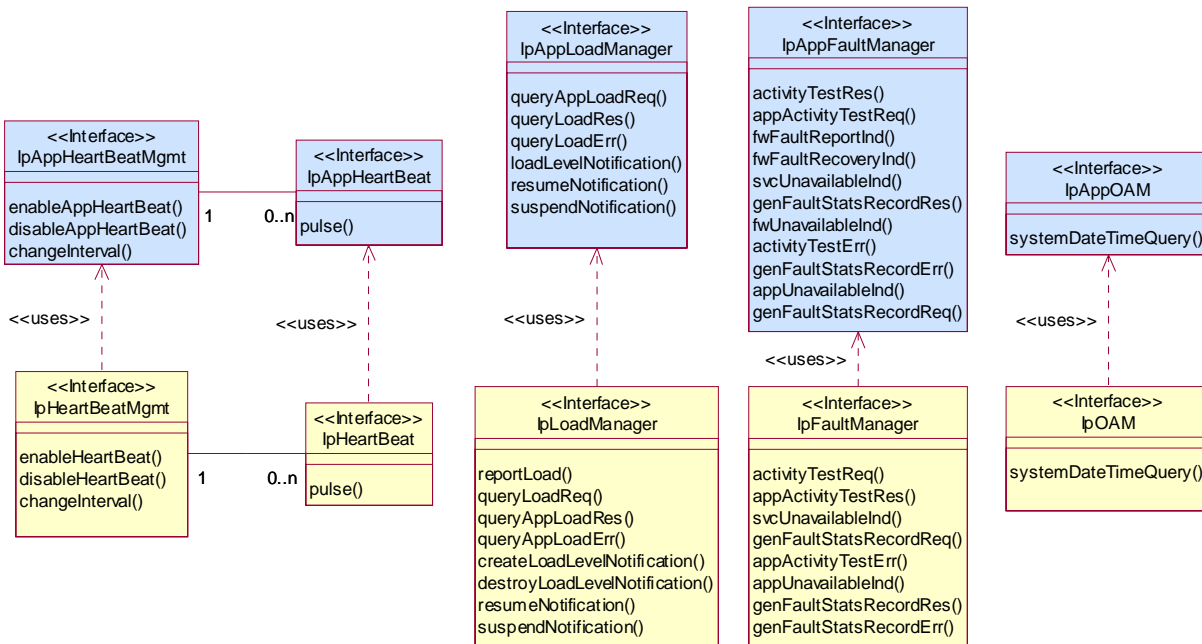 <<Interface>>
IpAppHeartBeatMgmt
enableAppHeartBeat()
disableAppHeartBeat()
changeInterval()
1
0..n
<<Interface>>
IpAppHeartBeat
pulse()
<<Interface>>
IpAppLoadManager
queryAppLoadReq()
queryLoadRes()
queryLoadErr()
loadLevelNotification()
resumeNotification()
suspendNotification()
<<Interface>>
IpAppFaultManager
activityTestRes()
appActivityTestReq()
fwFaultReportInd()
fwFaultRecoveryInd()
svcUnavailableInd()
genFaultStatsRecordRes()
fwUnavailableInd()
activityTestErr()
genFaultStatsRecordErr()
appUnavailableInd()
genFaultStatsRecordReq()
<<Interface>>
IpAppOAM
systemDateTimeQuery()
<<uses>>
<<uses>>
<<uses>>
<<uses>>
<<uses>>
<<Interface>>
IpHeartBeatMgmt
enableHeartBeat()
disableHeartBeat()
changeInterval()
1
0..n
<<Interface>>
IpHeartBeat
pulse()
<<Interface>>
IpLoadManager
reportLoad()
queryLoadReq()
queryAppLoadRes()
queryAppLoadErr()
createLoadLevelNotification()
destroyLoadLevelNotification()
resumeNotification()
suspendNotification()
<<Interface>>
IpFaultManager
activityTestReq()
appActivityTestRes()
svcUnavailableInd()
genFaultStatsRecordReq()
appActivityTestErr()
appUnavailableInd()
genFaultStatsRecordRes()
genFaultStatsRecordErr()
<<Interface>>
IpOAM
systemDateTimeQuery()